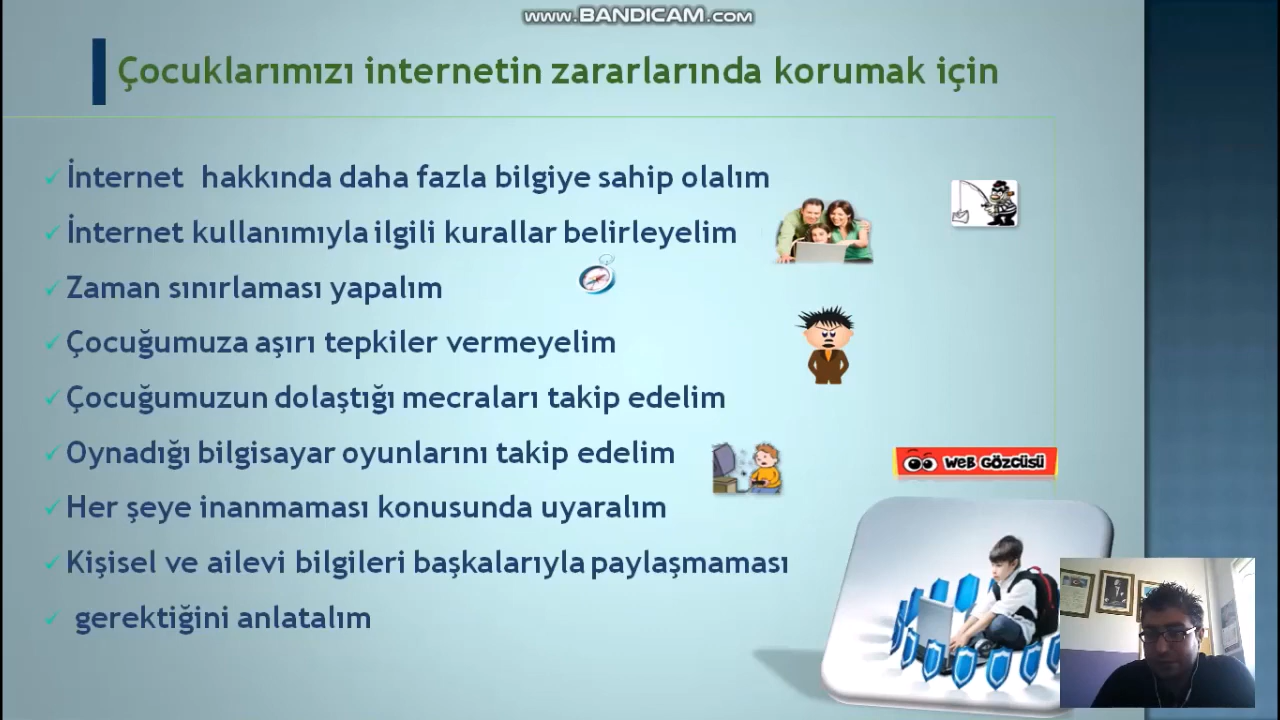 www.BANDICAM.com
Çocuklarımızı internetin zararlarında korumak için
İnternet hakkında daha fazla bilgiye sahip olalım
İnternet kullanımıyla ilgili kurallar belirleyelim
Zaman sınırlaması yapalım
Çocuğumuza aşırı tepkiler vermeyelim
Çocuğumuzun dolaştığı mecraları takip edelim
Oynadığı bilgisayar oyunlarını takip edelim
WEB GÖZCÜSÜ
Her şeye inanmaması konusunda uyaralım
Kişisel ve ailevi bilgileri başkalarıyla paylaşmaması
gerektiğini anlatalım